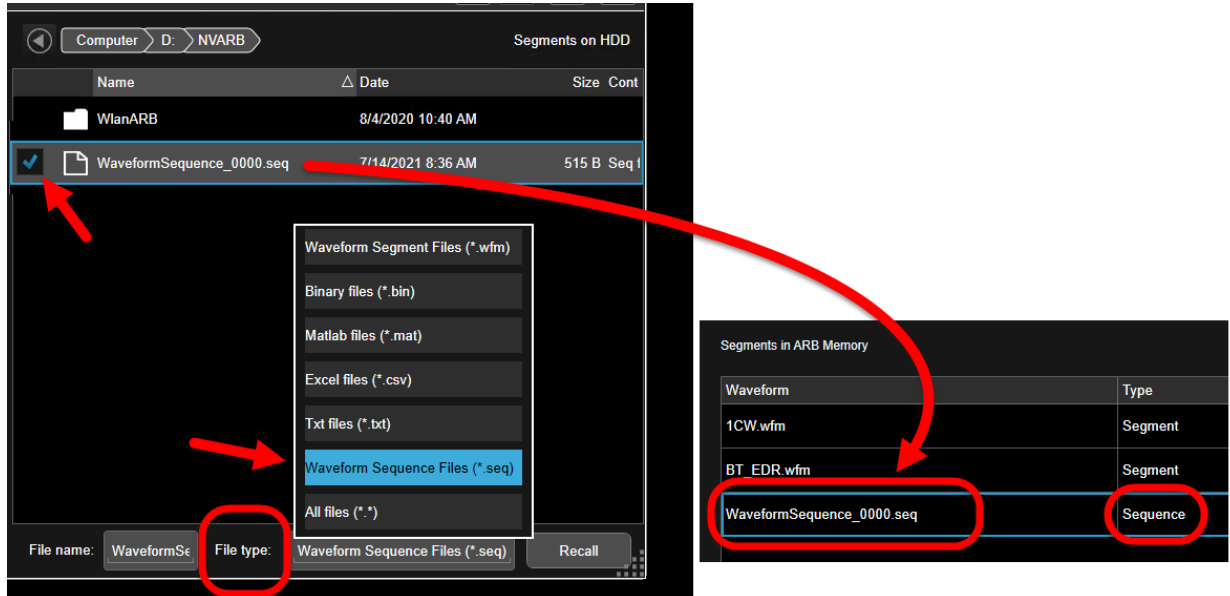 Computer D: NVARB Segments on HDD
Name Date Size Cont
WlanARB 8/4/2020 10:40 AM
WaveformSequence_0000.seq 7/14/2021 8:36 AM 515 B Seq f
Waveform Segment Files (*.wfm)
Binary files (*.bin)
Matlab files (*.mat)
Excel files (*.csv)
Txt files (*.txt)
Waveform Sequence Files (*.seq)
All files (*.*)
File name: WaveformSe File type: Waveform Sequence Files (*.seq) Recall
Segments in ARB Memory
Waveform Type
1CW.wfm Segment
BT_EDR.wfm Segment
WaveformSequence_0000.seq Sequence